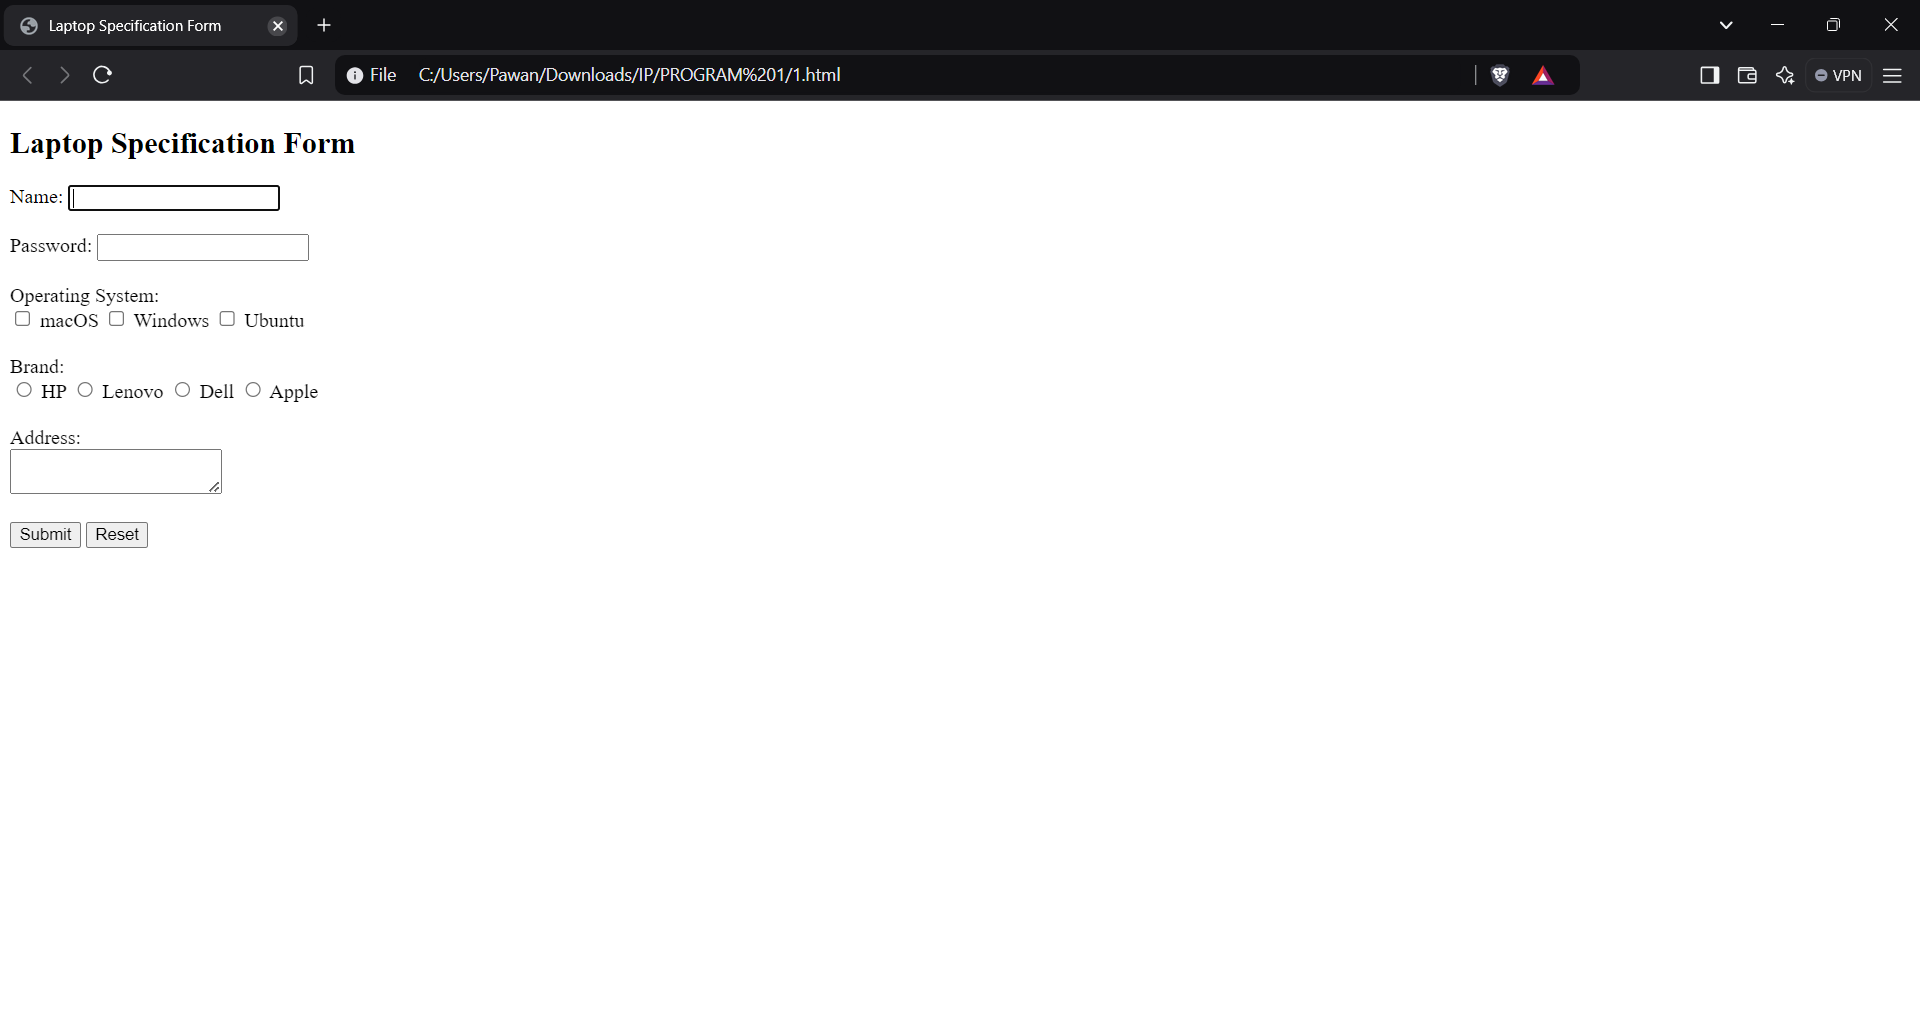 Laptop Specification Form
File C:/Users/Pawan/Downloads/IP/PROGRAM%201/1.html
VPN
Laptop Specification Form
Name:
Password:
Operating System:
macOS Windows Ubuntu
Brand:
HP Lenovo Dell Apple
Address:
Submit Reset